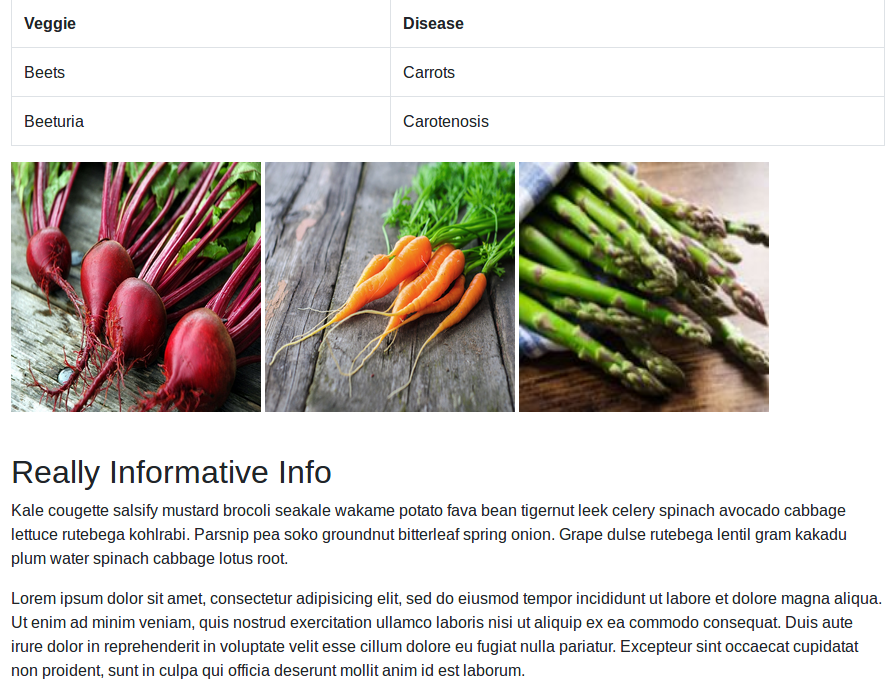 Veggie Disease
Beets Carrots
Beeturia Carotenosis
Really Informative Info
Kale cougette salsify mustard brocoli seakale wakame potato fava bean tigernut leek celery spinach avocado cabbage
lettuce rutebega kohlrabi. Parsnip pea soko groundnut bitterleaf spring onion. Grape dulse rutebega lentil gram kakadu
plum water spinach cabbage lotus root.
Lorem ipsum dolor sit amet, consectetur adipisicing elit, sed do eiusmod tempor incididunt ut labore et dolore magna aliqua.
Ut enim ad minim veniam, quis nostrud exercitation ullamco laboris nisi ut aliquip ex ea commodo consequat. Duis aute
irure dolor in reprehenderit in voluptate velit esse cillum dolore eu fugiat nulla pariatur. Excepteur sint occaecat cupidatat
non proident, sunt in culpa qui officia deserunt mollit anim id est laborum.